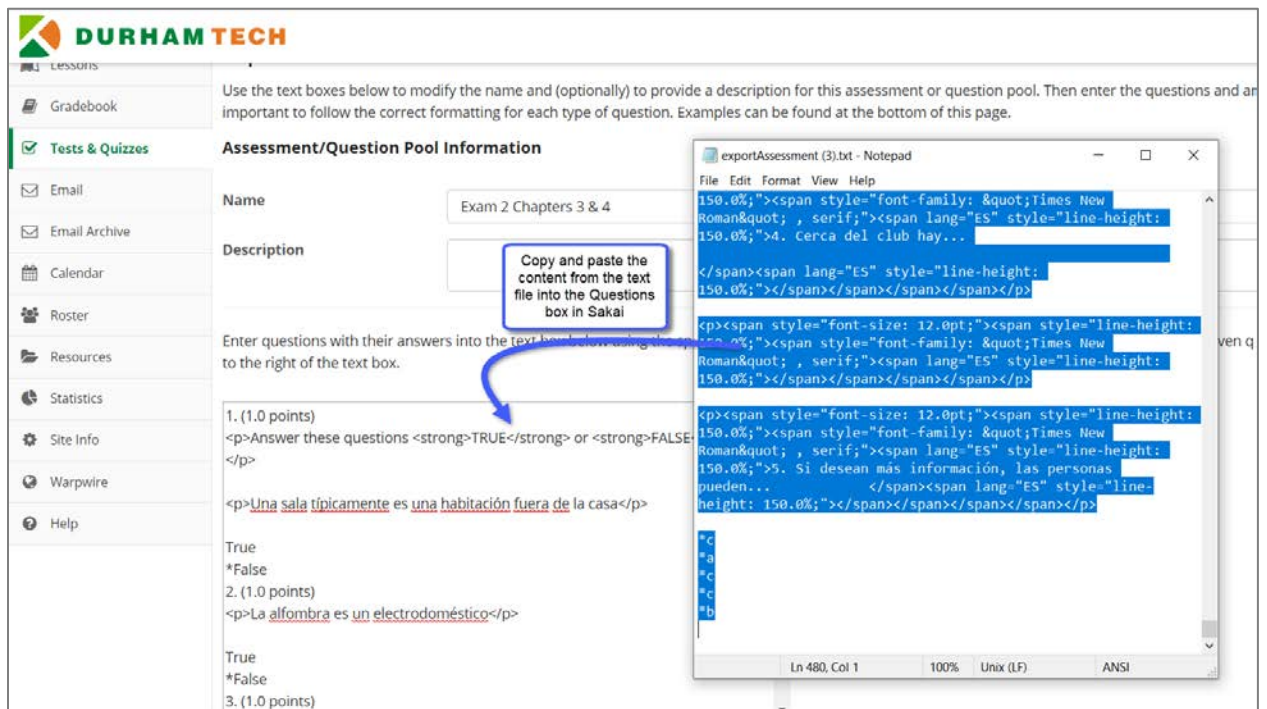 DURHAM TECH
Lessons
Gradebook
Tests & Quizzes
Email
Email Archive
Calendar
Roster
Resources
Statistics
Site Info
Warpwire
Help
Use the text boxes below to modify the name and (optionally) to provide a description for this assessment or question pool. Then enter the questions and
important to follow the correct formatting for each type of question. Examples can be found at the bottom of this page.
Assessment/Question Pool Information
Name
Exam 2 Chapters 3 & 4
Description
Copy and paste the
content from the text
file into the Questions
box in Sakai
Enter questions with their answers into the text box below using the
to the right of the text box.
1. (1.0 points)
<p>Answer these questions <strong>TRUE</strong> or <strong>FALSE
</p>
<p>Una sala típicamente es una habitación fuera de la casa</p>
True
*False
2. (1.0 points)
<p>La alfombra es un electrodoméstico</p>
True
*False
3. (1.0 points)
exportAssessment (3).txt - Notepad
File Edit Format View Help
150.0%;"><span style="font-family: &quot;Times New
Roman&quot; , serif;"><span lang="ES" style="line-height:
150.0%;">4. Cerca del club hay...
</span><span lang="ES" style="line-height:
150.0%;"></span></span></span></span></p>
<p><span style="font-size: 12.0pt;"><span style="line-height:
150.0%;"><span style="font-family: &quot;Times New
Roman&quot; , serif;"><span lang="ES" style="line-height:
150.0%;"></span></span></span></span></p>
<p><span style="font-size: 12.0pt;"><span style="line-height:
150.0%;"><span style="font-family: &quot;Times New
Roman&quot; , serif;"><span lang="ES" style="line-height:
150.0%;">5. Si desean más información, las personas
pueden... </span><span lang="ES" style="line-
height: 150.0%;"></span></span></span></span></p>
*c
*a
*c
*c
*b
Ln 480, Col 1
100%
Unix (LF)
ANSI